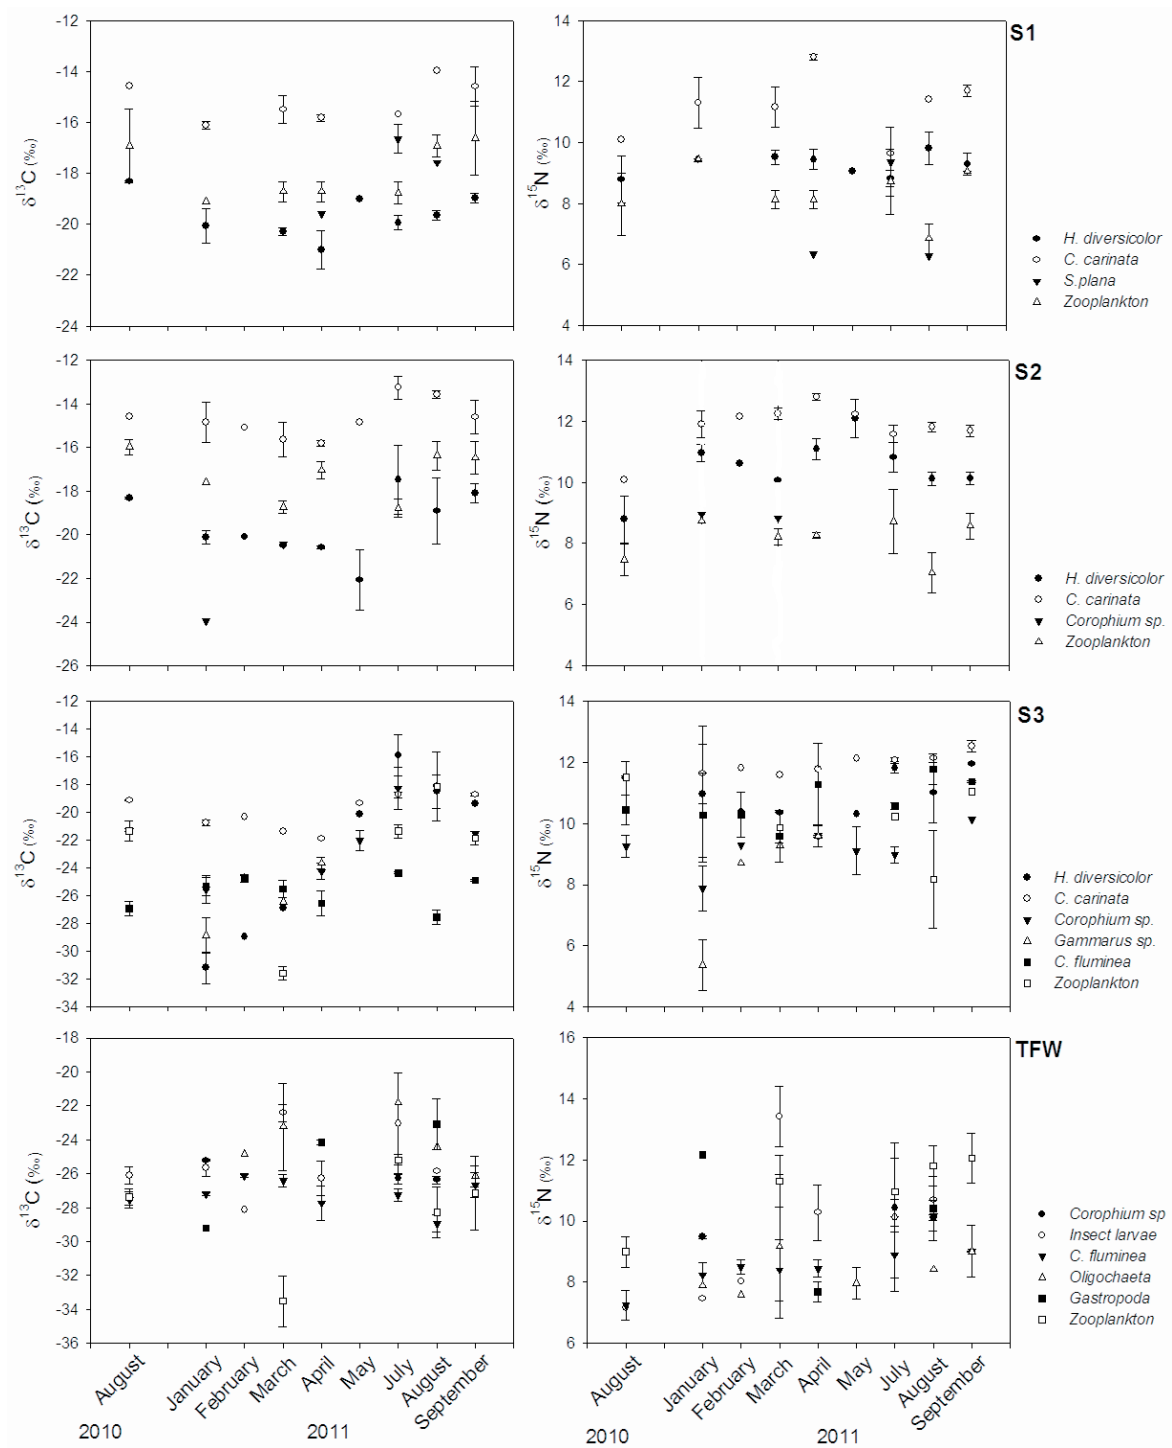 S1
δ13C (‰)
-12
-14
-16
-18
-20
-22
-24
δ15N (‰)
14
12
10
8
6
4
H. diversicolor
C. carinata
S.plana
Zooplankton
S2
δ13C (‰)
-12
-14
-16
-18
-20
-22
-24
-26
δ15N (‰)
14
12
10
8
6
4
H. diversicolor
C. carinata
Corophium sp.
Zooplankton
S3
δ13C (‰)
-12
-14
-16
-18
-20
-22
-24
-26
-28
-30
-32
-34
δ15N (‰)
14
12
10
8
6
4
H. diversicolor
C. carinata
Corophium sp.
Gammarus sp.
C. fluminea
Zooplankton
TFW
δ13C (‰)
-18
-20
-22
-24
-26
-28
-30
-32
-34
-36
δ15N (‰)
16
14
12
10
8
6
Corophium sp
Insect larvae
C. fluminea
Oligochaeta
Gastropoda
Zooplankton
August
January
February
March
April
May
July
August
September
2010
2011
August
January
February
March
April
May
July
August
September
2010
2011